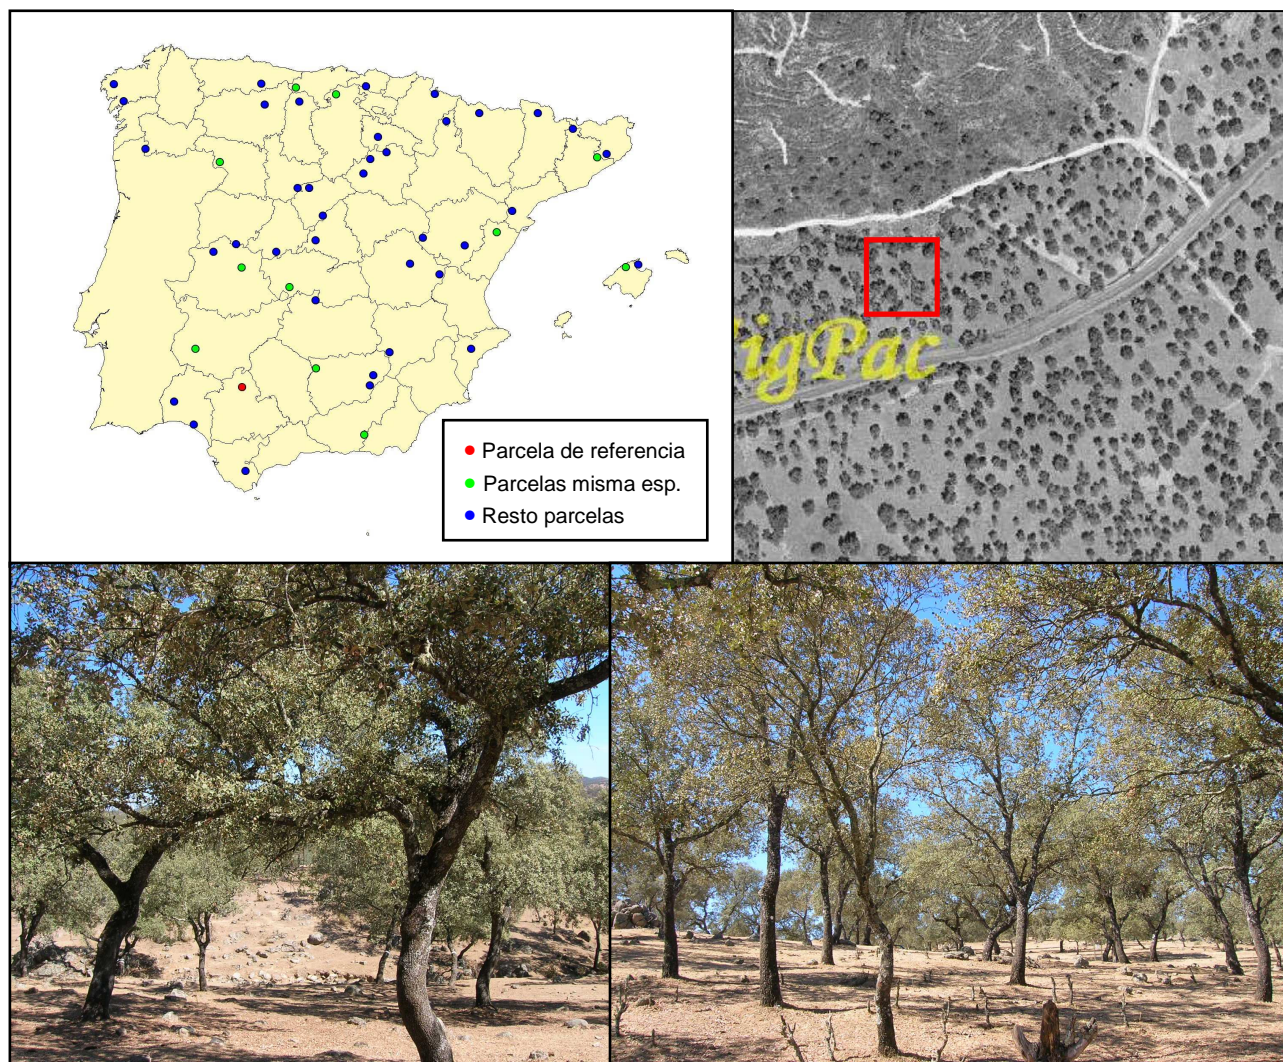 Parcela de referencia
Parcelas misma esp.
Resto parcelas
igPac